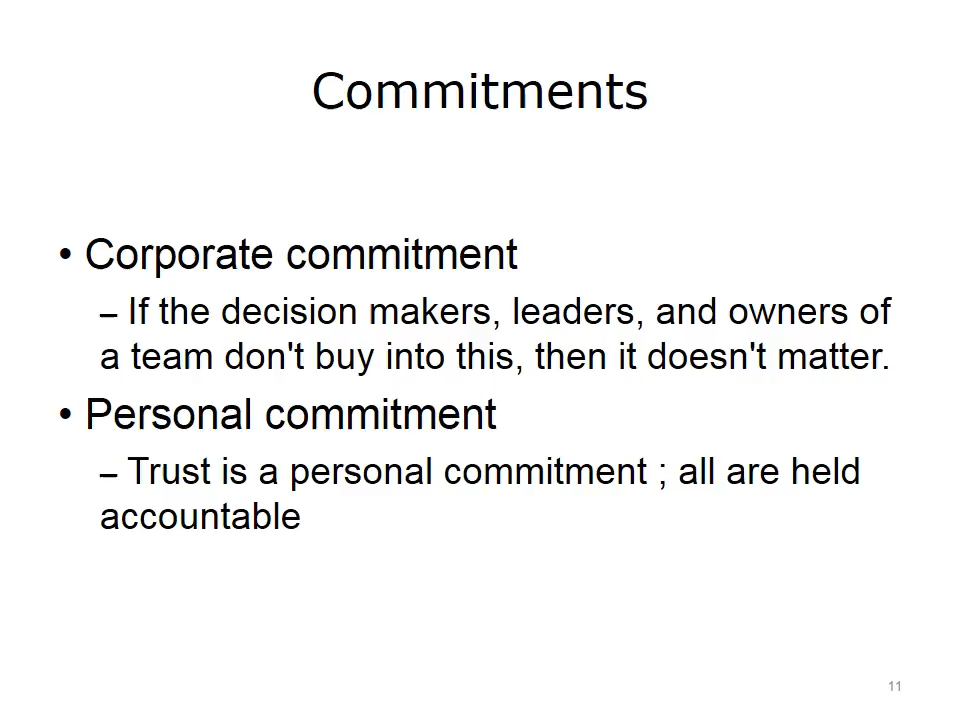 Commitments
• Corporate commitment
– If the decision makers, leaders, and owners of
a team don't buy into this, then it doesn't matter.
• Personal commitment
– Trust is a personal commitment ; all are held
accountable
11